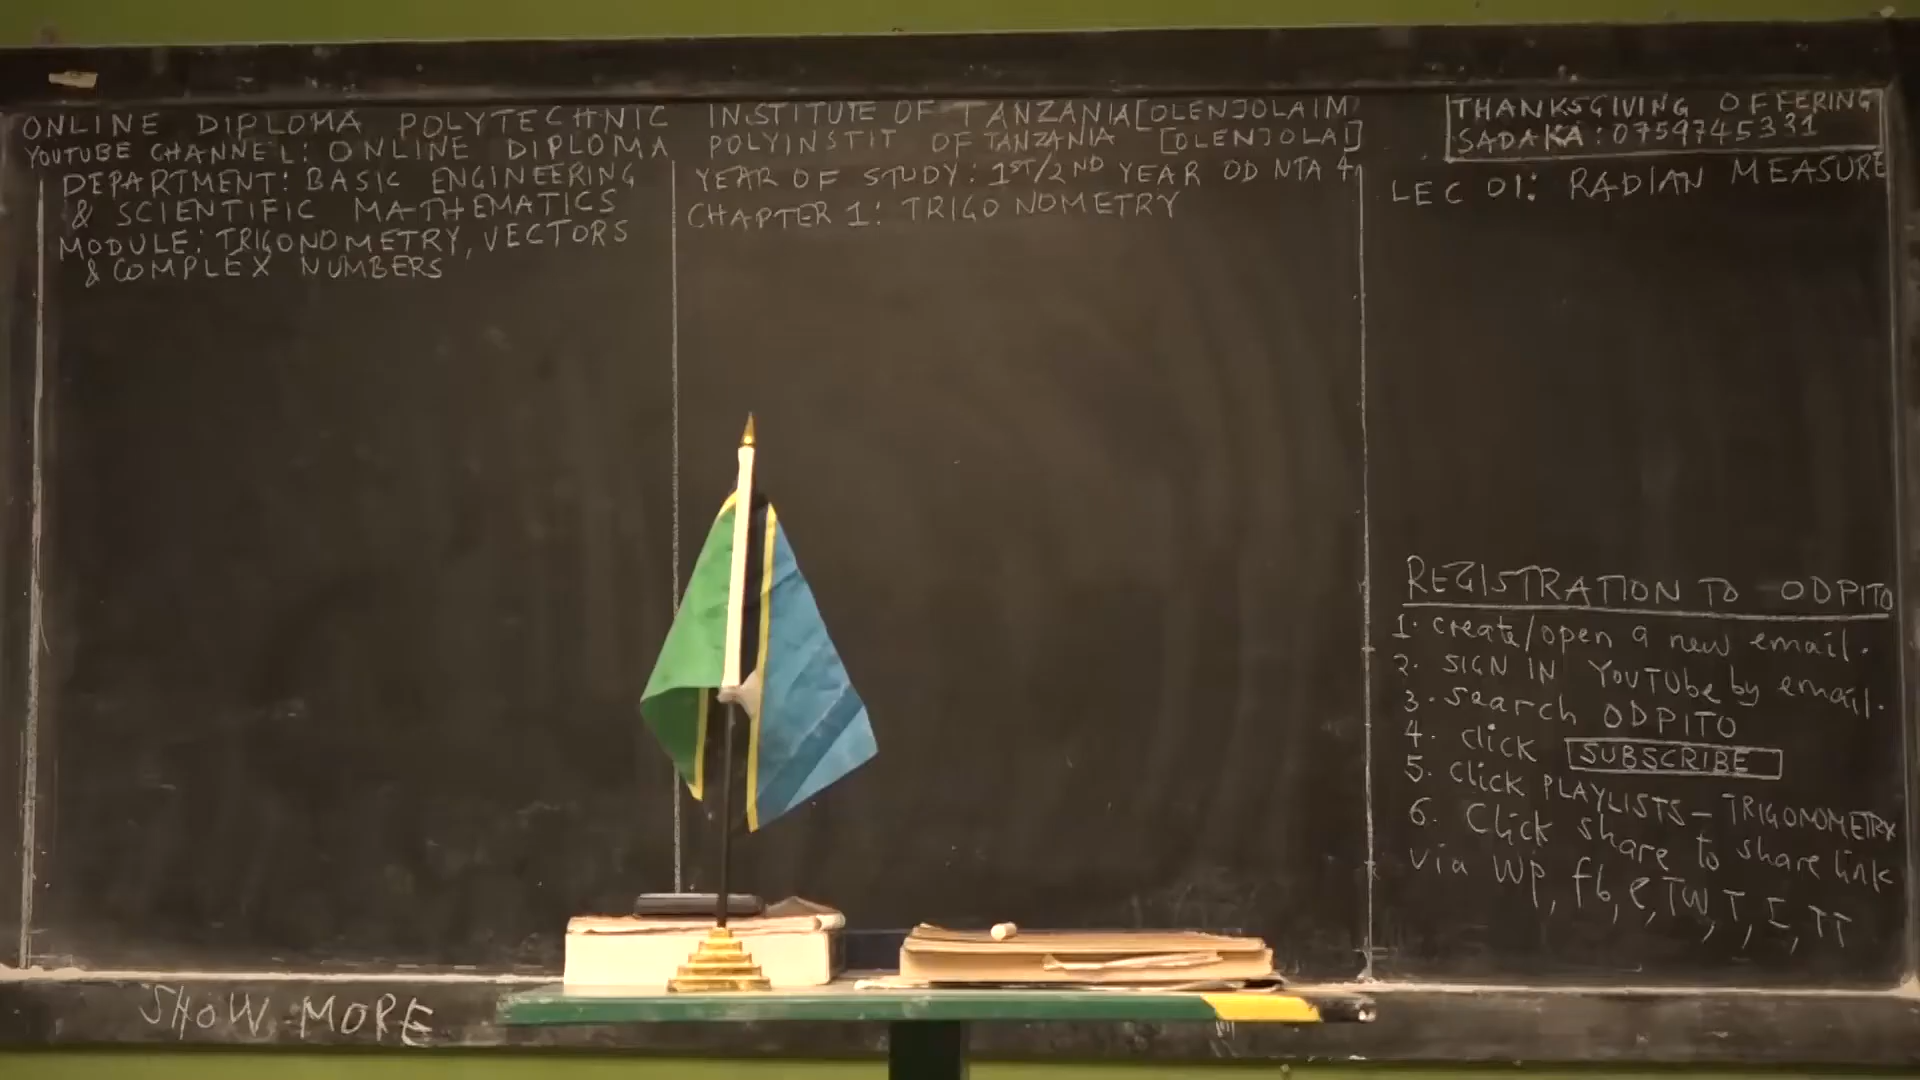 ONLINE DIPLOMA POLYTECHNIC INSTITUTE OF TANZANIA[OLENJOLAIM
YOUTUBE CHANNEL: ONLINE DIPLOMA POLYINSTIT OF TANZANIA [OLENJOLAI]
DEPARTMENT: BASIC ENGINEERING
& SCIENTIFIC MATHEMATICS
MODULE: TRIGONOMETRY, VECTORS
& COMPLEX NUMBERS
YEAR OF STUDY: 1ST/2ND YEAR OD NTA 4
CHAPTER 1: TRIGONOMETRY
THANKSGIVING OFFERING
SADAKA: 0759745331
LEC 01: RADIAN MEASURE
REGISTRATION TO ODPITO
1. create/open a new email.
2. SIGN IN YouTube by email.
3. search ODPITO
4. click SUBSCRIBE
5. click PLAYLISTS - TRIGONOMETRY
6. Click share to share link
via Wp, fb, e, TW, T, I, TT
SHOW MORE